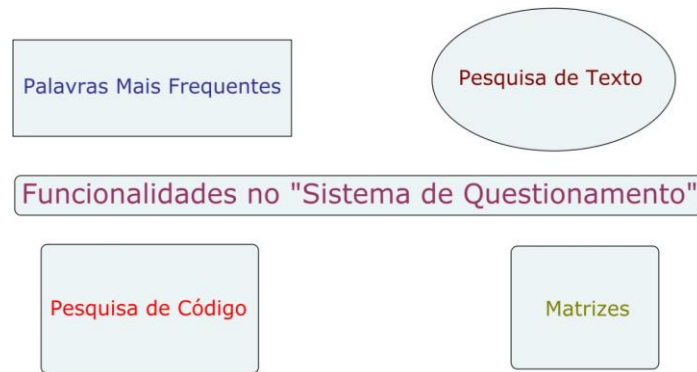 Palavras Mais Frequentes
Pesquisa de Texto
Funcionalidades no "Sistema de Questionamento"
Pesquisa de Código
Matrizes